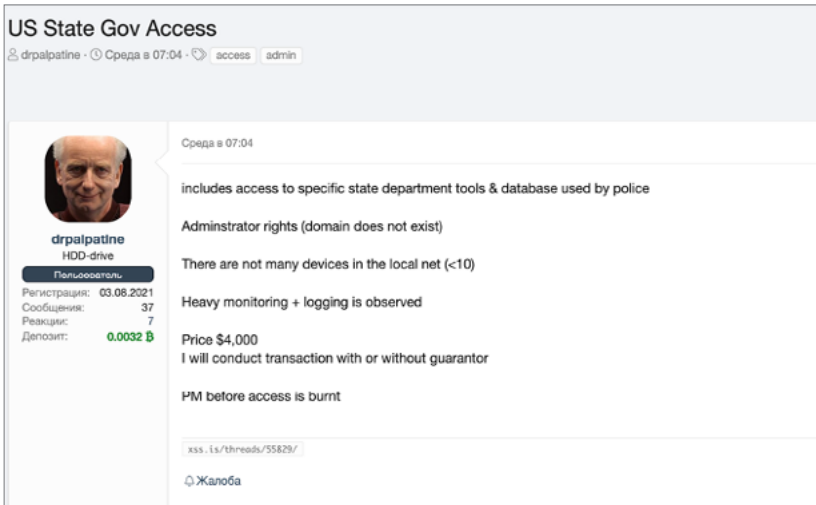 US State Gov Access
drpalpatine · Среда в 07:04 · access admin
Среда в 07:04
drpalpatine
HDD-drive
Пользователь
Регистрация: 03.08.2021
Сообщения: 37
Реакции: 7
Депозит: 0.0032 ₿
includes access to specific state department tools & database used by police
Adminstrator rights (domain does not exist)
There are not many devices in the local net (<10)
Heavy monitoring + logging is observed
Price $4,000
I will conduct transaction with or without guarantor
PM before access is burnt
xss.is/threads/55829/
Жалоба